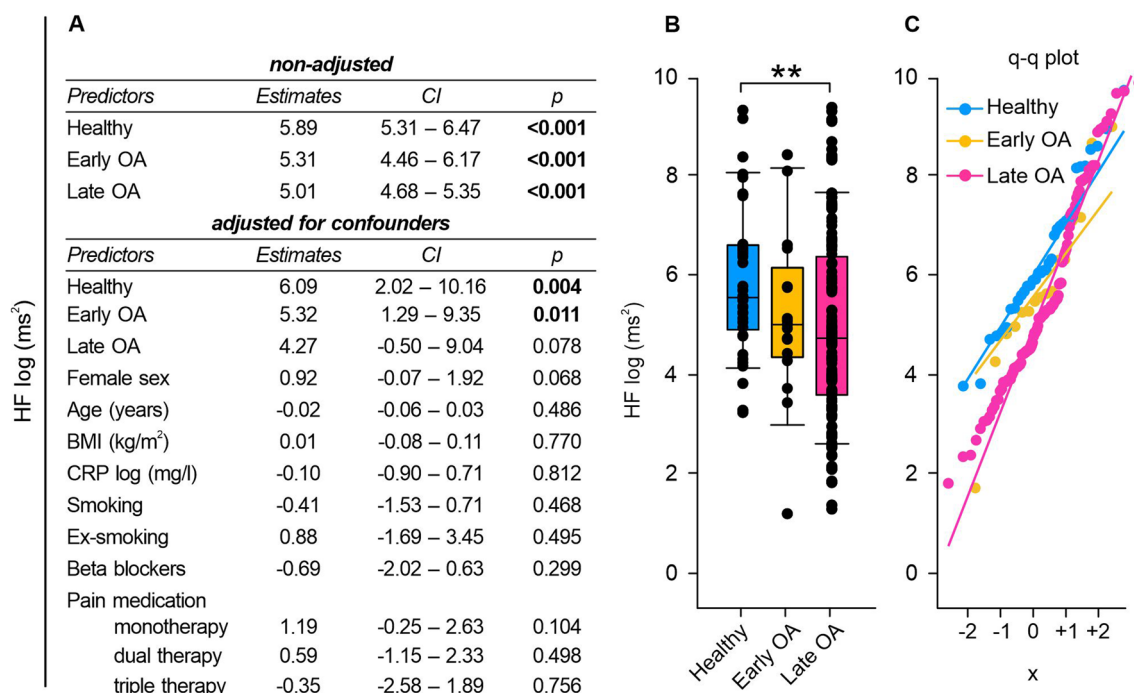 A
HF log (ms²)
non-adjusted
Predictors Estimates CI p
Healthy 5.89 5.31 – 6.47 <0.001
Early OA 5.31 4.46 – 6.17 <0.001
Late OA 5.01 4.68 – 5.35 <0.001
adjusted for confounders
Predictors Estimates CI p
Healthy 6.09 2.02 – 10.16 0.004
Early OA 5.32 1.29 – 9.35 0.011
Late OA 4.27 -0.50 – 9.04 0.078
Female sex 0.92 -0.07 – 1.92 0.068
Age (years) -0.02 -0.06 – 0.03 0.486
BMI (kg/m²) 0.01 -0.08 – 0.11 0.770
CRP log (mg/l) -0.10 -0.90 – 0.71 0.812
Smoking -0.41 -1.53 – 0.71 0.468
Ex-smoking 0.88 -1.69 – 3.45 0.495
Beta blockers -0.69 -2.02 – 0.63 0.299
Pain medication
monotherapy 1.19 -0.25 – 2.63 0.104
dual therapy 0.59 -1.15 – 2.33 0.498
triple therapy -0.35 -2.58 – 1.89 0.756
B
**
HF log (ms²)
10
8
6
4
2
0
Healthy
Early OA
Late OA
C
q-q plot
Healthy
Early OA
Late OA
10
8
6
4
2
0
-2 -1 0 +1 +2
x